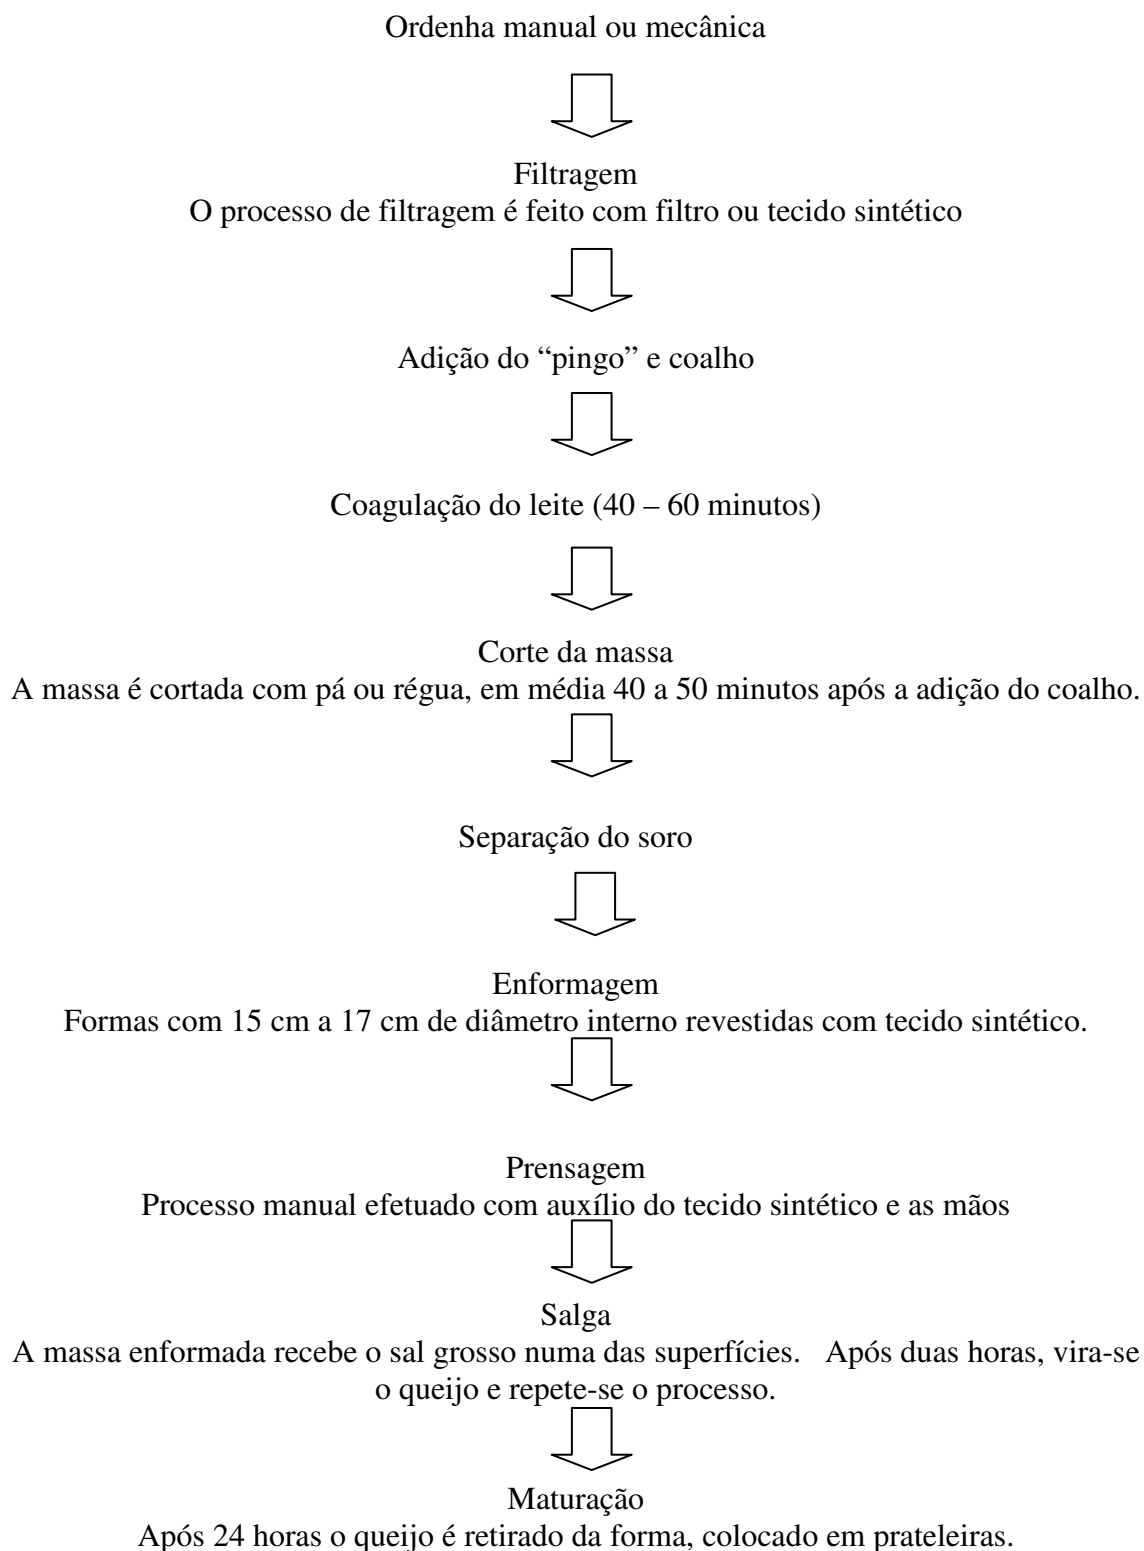 Ordenha manual ou mecânica
Filtragem
O processo de filtragem é feito com filtro ou tecido sintético
Adição do “pingo” e coalho
Coagulação do leite (40 – 60 minutos)
Corte da massa
A massa é cortada com pá ou régua, em média 40 a 50 minutos após a adição do coalho.
Separação do soro
Enformagem
Formas com 15 cm a 17 cm de diâmetro interno revestidas com tecido sintético.
Prensagem
Processo manual efetuado com auxílio do tecido sintético e as mãos
Salga
A massa enformada recebe o sal grosso numa das superfícies. Após duas horas, vira-se
o queijo e repete-se o processo.
Maturação
Após 24 horas o queijo é retirado da forma, colocado em prateleiras.